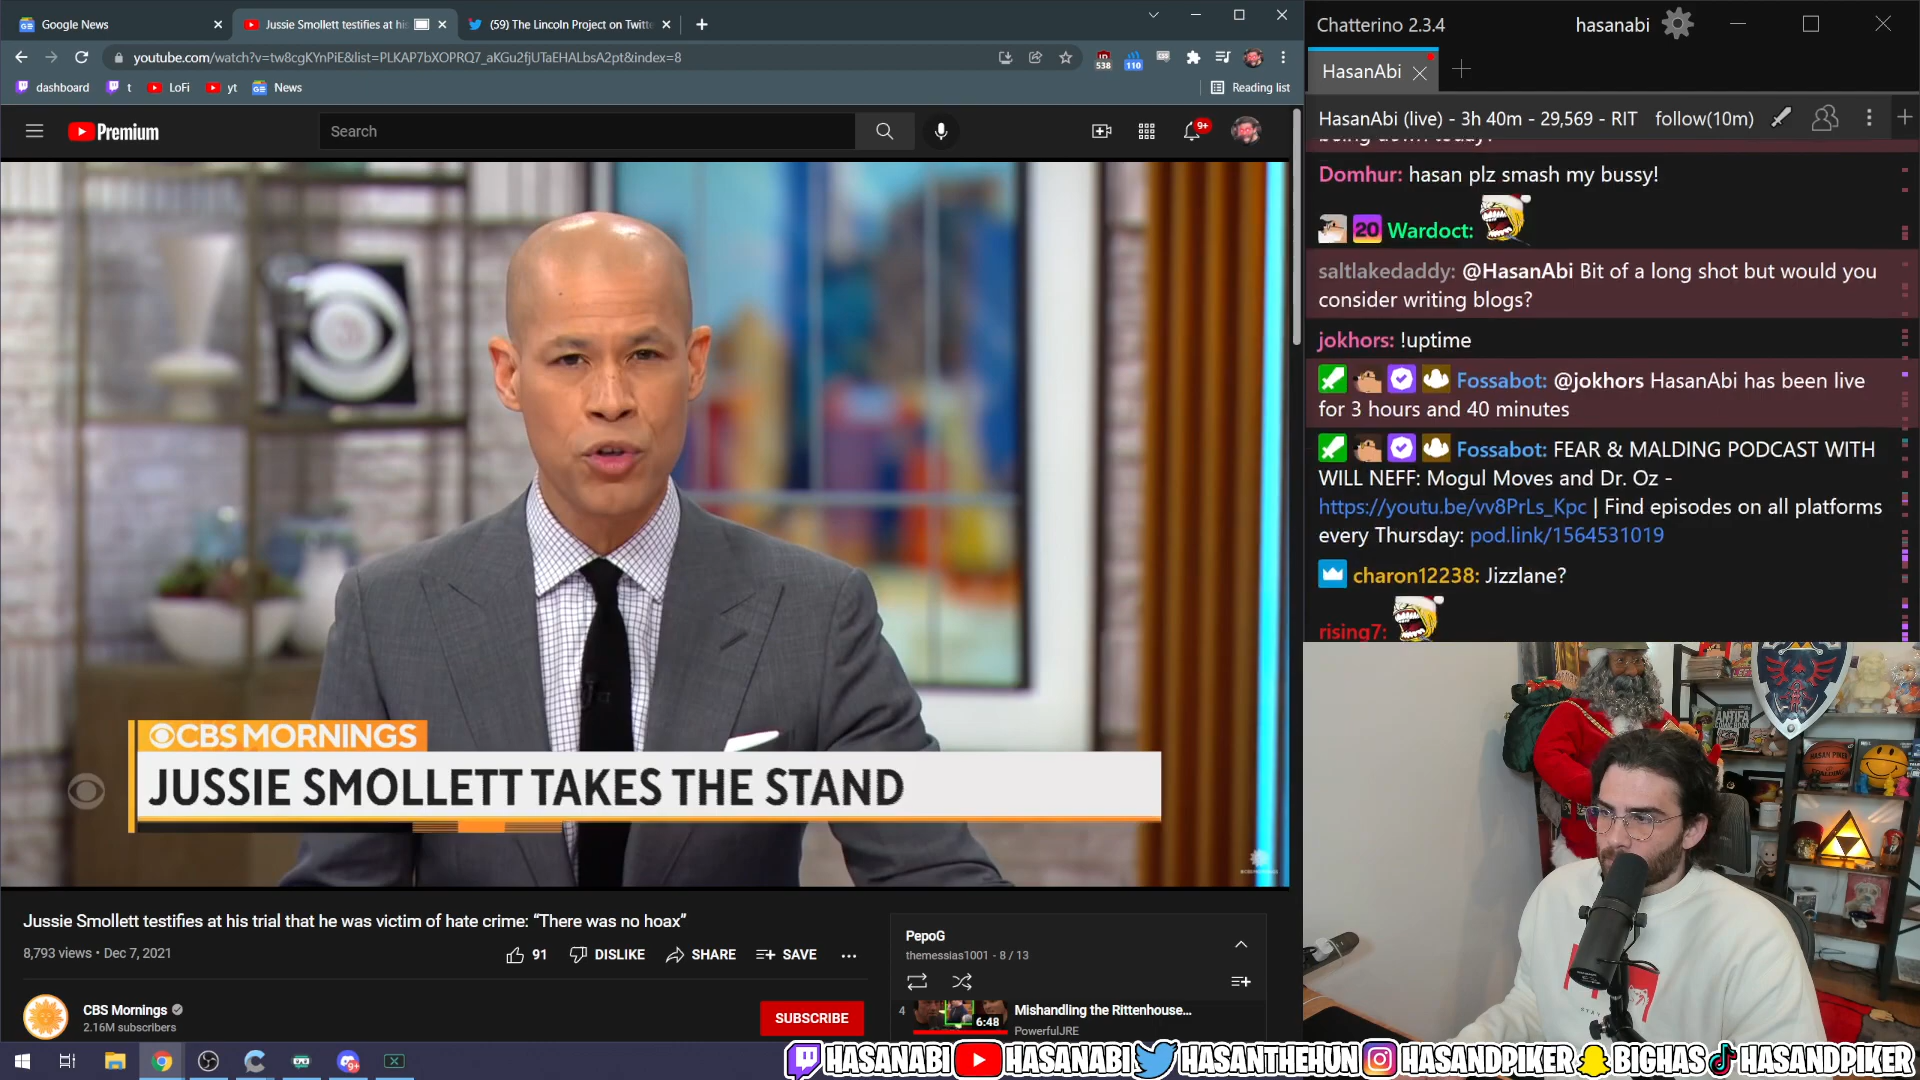 Google News
Jussie Smollett testifies at his
(59) The Lincoln Project on Twitte
youtube.com/watch?v=tw8cgKYnPiE&list=PLKAP7bXOPRQ7_aKGu2fjUTaEHALbsA2pt&index=8
538
110
dashboard
t
LoFi
yt
News
Reading list
Premium
Search
9+
CBS MORNINGS
JUSSIE SMOLLETT TAKES THE STAND
Jussie Smollett testifies at his trial that he was victim of hate crime: “There was no hoax”
8,793 views • Dec 7, 2021
91
DISLIKE
SHARE
SAVE
CBS Mornings
2.16M subscribers
SUBSCRIBE
PepoG
themessias1001 - 8 / 13
4
6:48
Mishandling the Rittenhouse...
PowerfulJRE
Chatterino 2.3.4
hasanabi
HasanAbi
HasanAbi (live) - 3h 40m - 29,569 - RIT
follow(10m)
Domhur: hasan plz smash my bussy!
20 Wardoct:
saltlakedaddy: @HasanAbi Bit of a long shot but would you
consider writing blogs?
jokhors: !uptime
Fossabot: @jokhors HasanAbi has been live
for 3 hours and 40 minutes
Fossabot: FEAR & MALDING PODCAST WITH
WILL NEFF: Mogul Moves and Dr. Oz -
https://youtu.be/vv8PrLs_Kpc | Find episodes on all platforms
every Thursday: pod.link/1564531019
charon12238: Jizzlane?
rising7:
ANTIFA
HASAN PIKER
SPALDING
HASANABI
HASANABI
HASANTHEHUN
HASANDPIKER
BIGHAS
HASANDPIKER